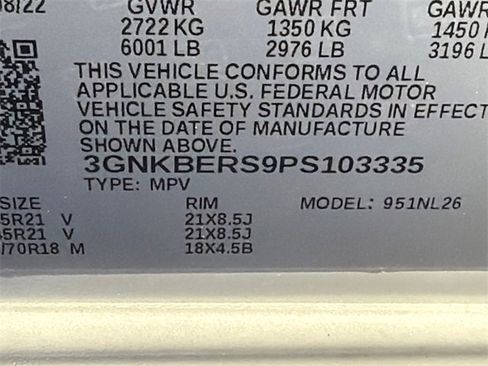 08/22 GVWR GAWR FRT GAWR
2722 KG 1350 KG 1450
6001 LB 2976 LB 3196 L
THIS VEHICLE CONFORMS TO ALL
APPLICABLE U.S. FEDERAL MOTOR
VEHICLE SAFETY STANDARDS IN EFFECT
ON THE DATE OF MANUFACTURE
SHOWN ABOVE.
3GNKBERS9PS103335
TYPE: MPV
SIZE RIM MODEL: 951NL26
5R21 V 21X8.5J
5R21 V 21X8.5J
/70R18 M 18X4.5B